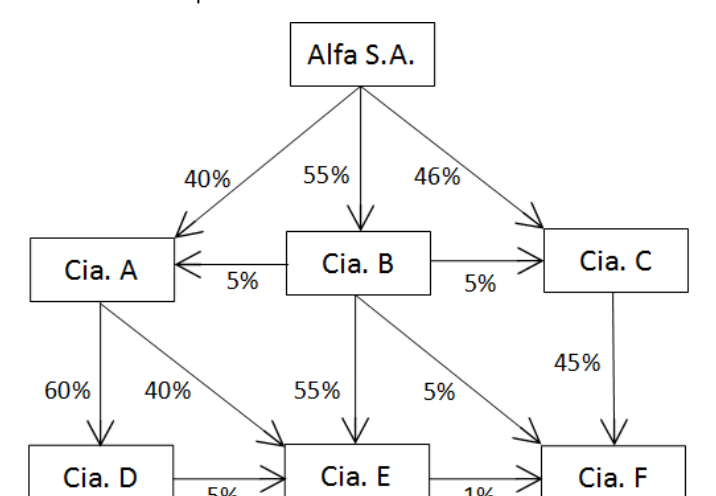 Alfa S.A.
40%
55%
46%
Cia. A
Cia. B
Cia. C
5%
5%
60%
40%
55%
5%
45%
Cia. D
Cia. E
Cia. F
5%
1%